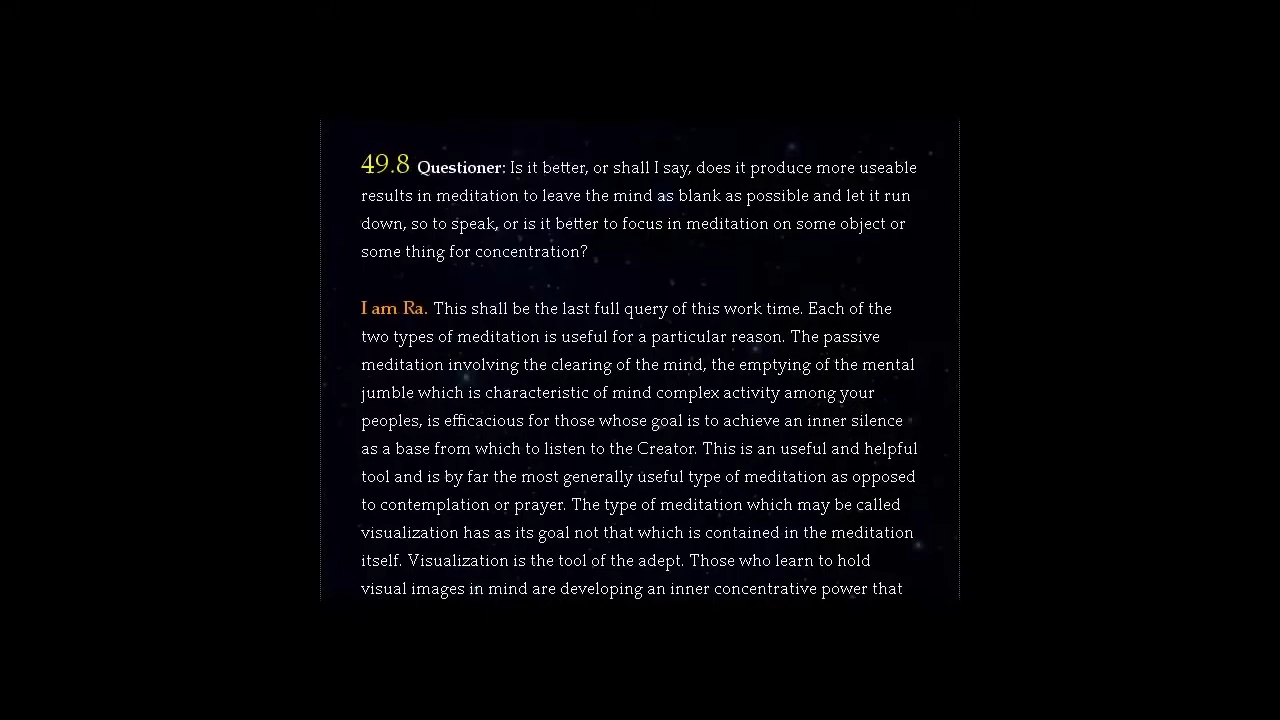 49.8 Questioner: Is it better, or shall I say, does it produce more useable
results in meditation to leave the mind as blank as possible and let it run
down, so to speak, or is it better to focus in meditation on some object or
some thing for concentration?
I am Ra. This shall be the last full query of this work time. Each of the
two types of meditation is useful for a particular reason. The passive
meditation involving the clearing of the mind, the emptying of the mental
jumble which is characteristic of mind complex activity among your
peoples, is efficacious for those whose goal is to achieve an inner silence
as a base from which to listen to the Creator. This is an useful and helpful
tool and is by far the most generally useful type of meditation as opposed
to contemplation or prayer. The type of meditation which may be called
visualization has as its goal not that which is contained in the meditation
itself. Visualization is the tool of the adept. Those who learn to hold
visual images in mind are developing an inner concentrative power that